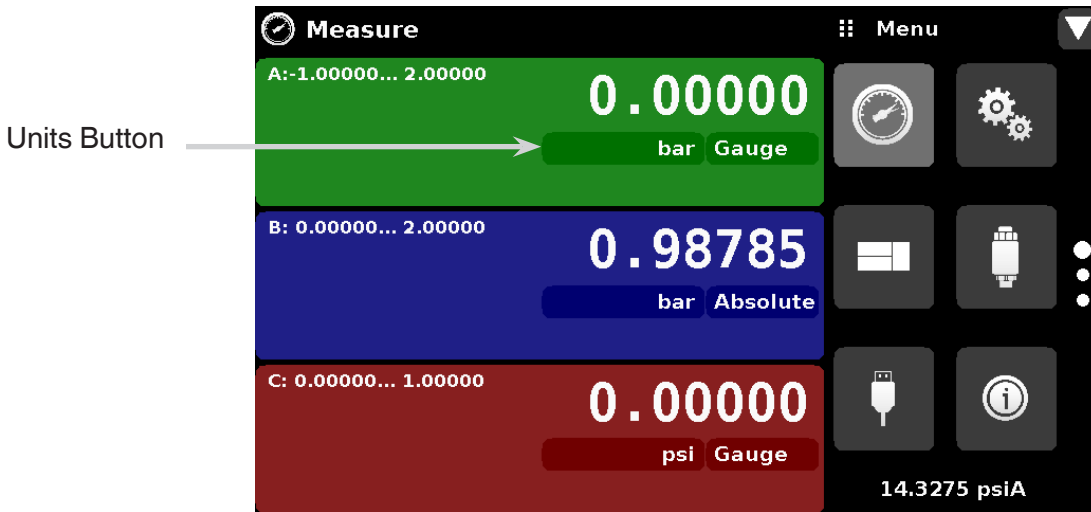 Units Button
Measure
A:-1.00000... 2.00000
0.00000
bar Gauge
B: 0.00000... 2.00000
0.98785
bar Absolute
C: 0.00000... 1.00000
0.00000
psi Gauge
Menu
14.3275 psiA